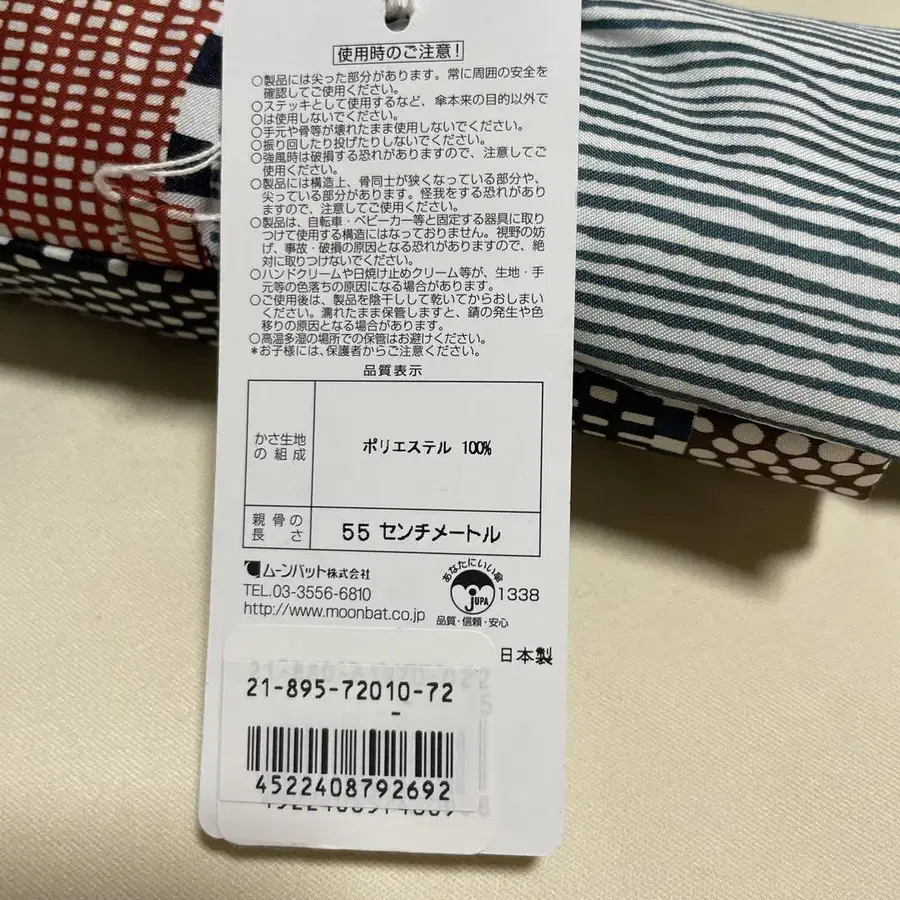 使用時のご注意!
○製品には尖った部分があります。常に周囲の安全を
確認してご使用ください。
○ステッキとして使用するなど、傘本来の目的以外で
○は使用しないでください。
○手元や骨等が壊れたまま使用しないでください。
○振り回したり投げたりしないでください。
○強風時は破損する恐れがありますので、注意してご
使用ください。
○製品には構造上、骨同士が狭くなっている部分や、
尖っている部分があります。怪我をする恐れがあり
ますので、注意してご使用ください。
○製品は、自転車・ベビーカー等と固定する器具に取り
つけて使用する構造にはなっておりません。視野の妨
げ、事故・破損の原因となる恐れがありますので、絶
対に取りつけないでください。
○ハンドクリームや日焼け止めクリーム等が、生地・手
元等の色落ちの原因になる場合があります。
○ご使用後は、製品を陰干しして乾いてからおしまい
ください。濡れたまま保管しますと、錆の発生や色
移りの原因となる場合があります。
○高温多湿の場所での保管はお避けください。
*お子様には、保護者からご注意ください。
品質表示
かさ生地
の組成
ポリエステル 100%
親骨の
長さ
55 センチメートル
ムーンバット株式会社
TEL.03-3556-6810
http://www.moonbat.co.jp
あなたにいい傘
JUPA
1338
品質・信頼・安心
日本製
21-895-72010-72
4522408792692